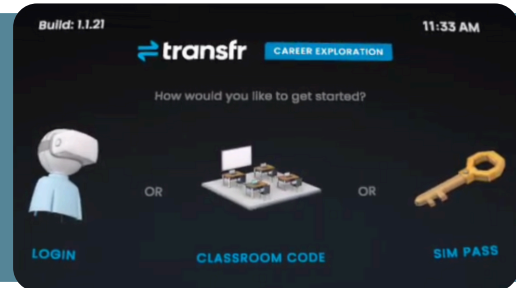 Build: 1.1.21
11:33 AM
transfr CAREER EXPLORATION
How would you like to get started?
OR
OR
LOGIN
CLASSROOM CODE
SIM PASS